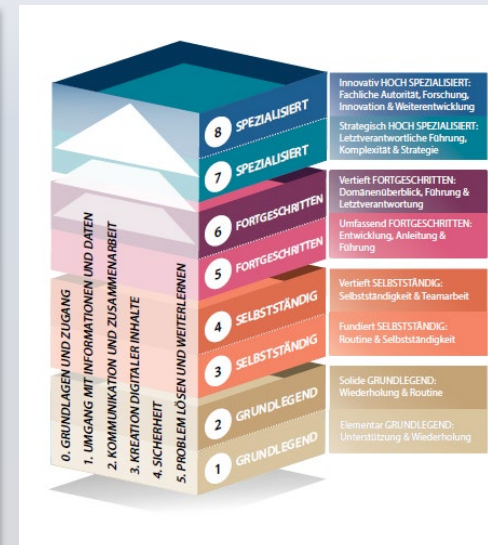 8 SPEZIALISIERT
Innovativ HOCH SPEZIALISIERT:
Fachliche Autorität, Forschung,
Innovation & Weiterentwicklung
7 SPEZIALISIERT
Strategisch HOCH SPEZIALISIERT:
Letztverantwortliche Führung,
Komplexität & Strategie
6 FORTGESCHRITTEN
Vertieft FORTGESCHRITTEN:
Domänenüberblick, Führung &
Letztverantwortung
5 FORTGESCHRITTEN
Umfassend FORTGESCHRITTEN:
Entwicklung, Anleitung &
Führung
4 SELBSTSTÄNDIG
Vertieft SELBSTSTÄNDIG:
Selbstständigkeit & Teamarbeit
3 SELBSTSTÄNDIG
Fundiert SELBSTSTÄNDIG:
Routine & Selbstständigkeit
2 GRUNDLEGEND
Solide GRUNDLEGEND:
Wiederholung & Routine
1 GRUNDLEGEND
Elementar GRUNDLEGEND:
Unterstützung & Wiederholung
0. GRUNDLAGEN UND ZUGANG
1. UMGANG MIT INFORMATIONEN UND DATEN
2. KOMMUNIKATION UND ZUSAMMENARBEIT
3. KREATION DIGITALER INHALTE
4. SICHERHEIT
5. PROBLEM LÖSEN UND WEITERLERNEN